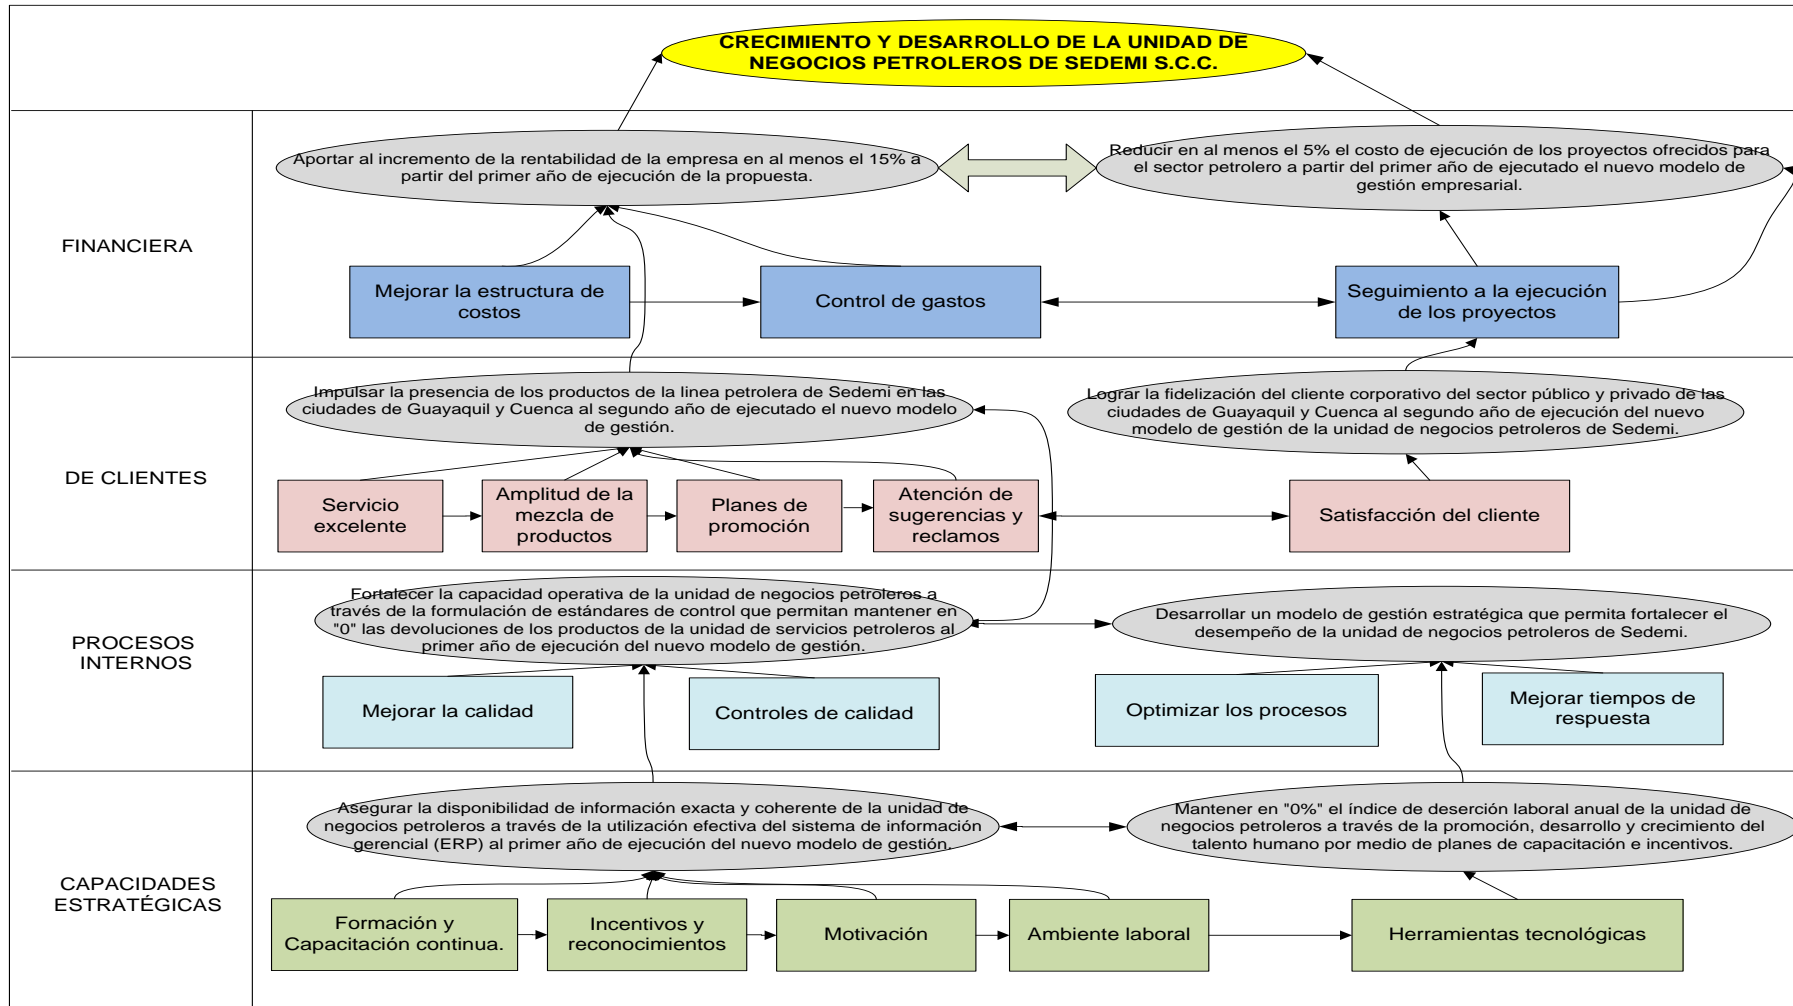 CRECIMIENTO Y DESARROLLO DE LA UNIDAD DE
NEGOCIOS PETROLEROS DE SEDEMI S.C.C.
FINANCIERA
Aportar al incremento de la rentabilidad de la empresa en al menos el 15% a
partir del primer año de ejecución de la propuesta.
Reducir en al menos el 5% el costo de ejecución de los proyectos ofrecidos para
el sector petrolero a partir del primer año de ejecutado el nuevo modelo de
gestión empresarial.
Mejorar la estructura de
costos
Control de gastos
Seguimiento a la ejecución
de los proyectos
DE CLIENTES
Impulsar la presencia de los productos de la linea petrolera de Sedemi en las
ciudades de Guayaquil y Cuenca al segundo año de ejecutado el nuevo modelo
de gestión.
Lograr la fidelización del cliente corporativo del sector público y privado de las
ciudades de Guayaquil y Cuenca al segundo año de ejecución del nuevo
modelo de gestión de la unidad de negocios petroleros de Sedemi.
Servicio
excelente
Amplitud de la
mezcla de
productos
Planes de
promoción
Atención de
sugerencias y
reclamos
Satisfacción del cliente
PROCESOS
INTERNOS
Fortalecer la capacidad operativa de la unidad de negocios petroleros a
través de la formulación de estándares de control que permitan mantener en
"0" las devoluciones de los productos de la unidad de servicios petroleros al
primer año de ejecución del nuevo modelo de gestión.
Desarrollar un modelo de gestión estratégica que permita fortalecer el
desempeño de la unidad de negocios petroleros de Sedemi.
Mejorar la calidad
Controles de calidad
Optimizar los procesos
Mejorar tiempos de
respuesta
CAPACIDADES
ESTRATÉGICAS
Asegurar la disponibilidad de información exacta y coherente de la unidad de
negocios petroleros a través de la utilización efectiva del sistema de información
gerencial (ERP) al primer año de ejecución del nuevo modelo de gestión.
Mantener en "0%" el índice de deserción laboral anual de la unidad de
negocios petroleros a través de la promoción, desarrollo y crecimiento del
talento humano por medio de planes de capacitación e incentivos.
Formación y
Capacitación continua.
Incentivos y
reconocimientos
Motivación
Ambiente laboral
Herramientas tecnológicas